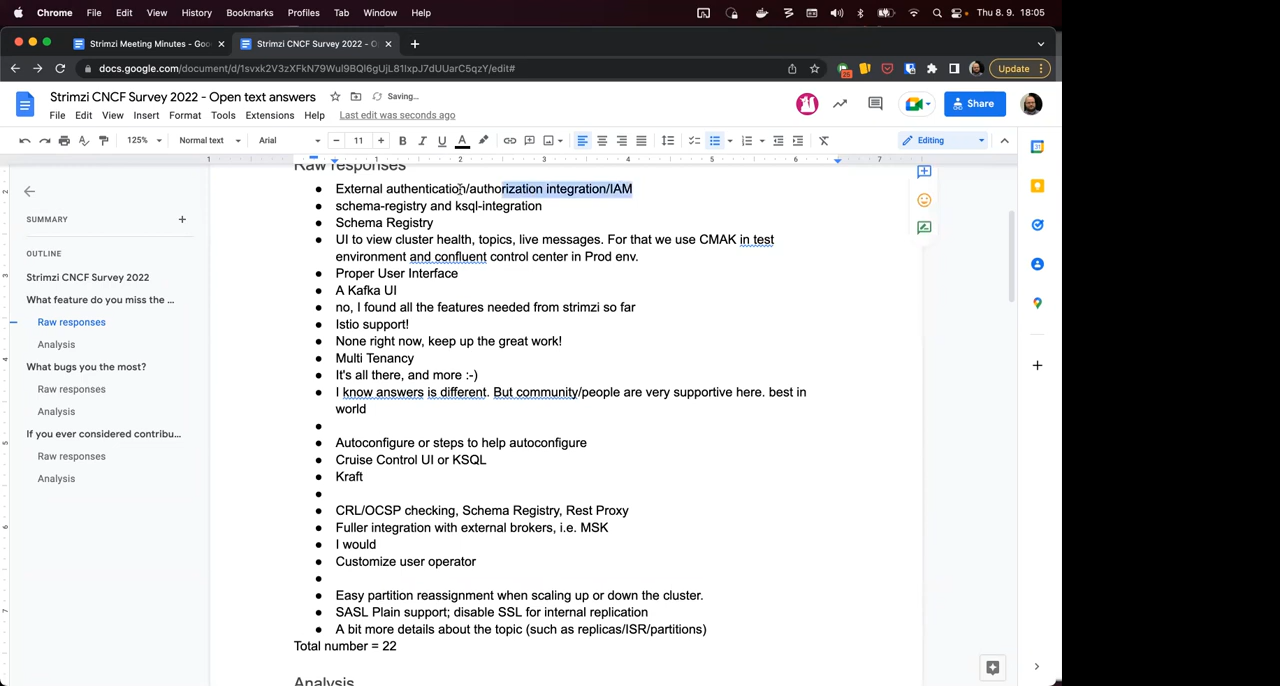 Chrome File Edit View History Bookmarks Profiles Tab Window Help Thu 8. 9. 18:05
Strimzi Meeting Minutes - Goo Strimzi CNCF Survey 2022 - O
docs.google.com/document/d/1svxk2V3zXFkN79WuI9BQl6gUjL81IxpJ7dUUarC5qzY/edit# 26 Update
Strimzi CNCF Survey 2022 - Open text answers Saving...
File Edit View Insert Format Tools Extensions Help Last edit was seconds ago
Share
125% Normal text Arial 11 Editing
1 1 2 3 4 5 6 7
Raw responses
SUMMARY
OUTLINE
Strimzi CNCF Survey 2022
What feature do you miss the ...
Raw responses
Analysis
What bugs you the most?
Raw responses
Analysis
If you ever considered contribu...
Raw responses
Analysis
External authentication/authorization integration/IAM
schema-registry and ksql-integration
Schema Registry
UI to view cluster health, topics, live messages. For that we use CMAK in test
environment and confluent control center in Prod env.
Proper User Interface
A Kafka UI
no, I found all the features needed from strimzi so far
Istio support!
None right now, keep up the great work!
Multi Tenancy
It's all there, and more :-)
I know answers is different. But community/people are very supportive here. best in
world
Autoconfigure or steps to help autoconfigure
Cruise Control UI or KSQL
Kraft
CRL/OCSP checking, Schema Registry, Rest Proxy
Fuller integration with external brokers, i.e. MSK
I would
Customize user operator
Easy partition reassignment when scaling up or down the cluster.
SASL Plain support; disable SSL for internal replication
A bit more details about the topic (such as replicas/ISR/partitions)
Total number = 22
Analysis